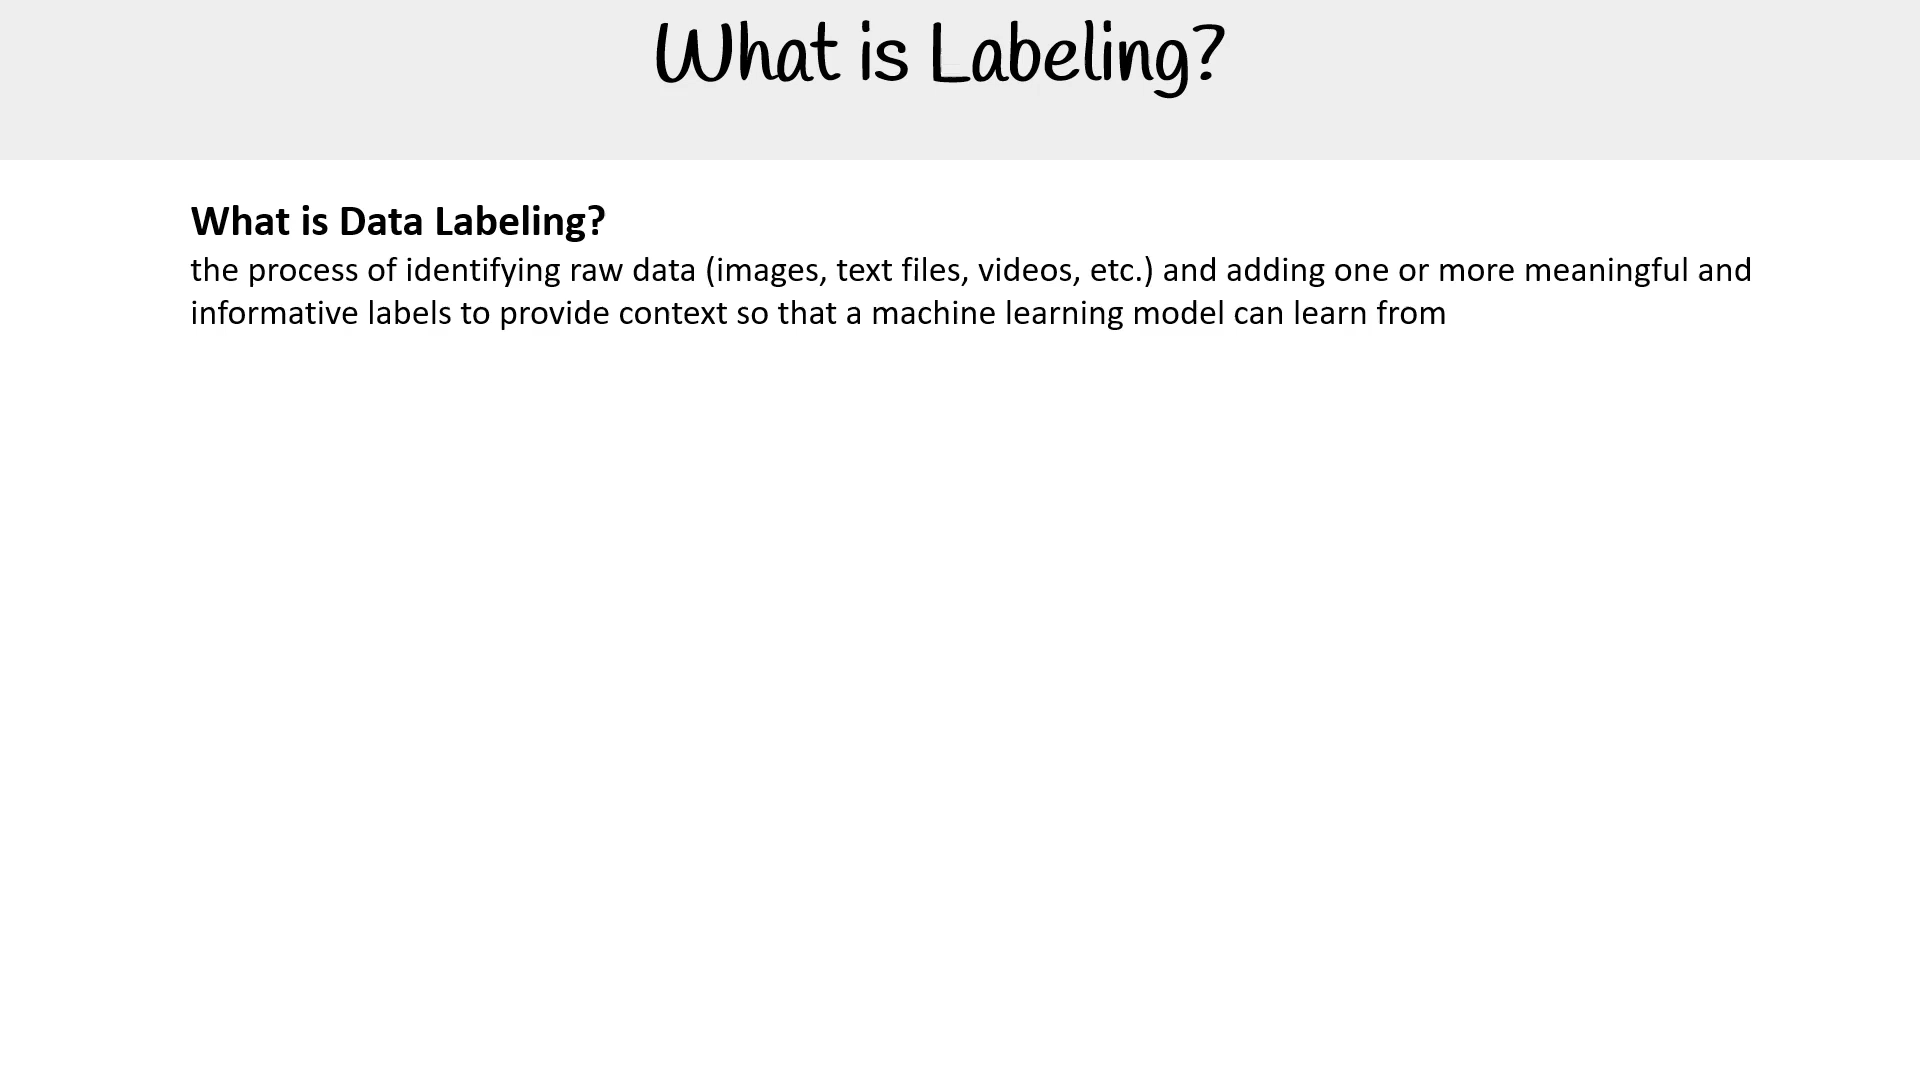 What is Labeling?
What is Data Labeling?
the process of identifying raw data (images, text files, videos, etc.) and adding one or more meaningful and
informative labels to provide context so that a machine learning model can learn from